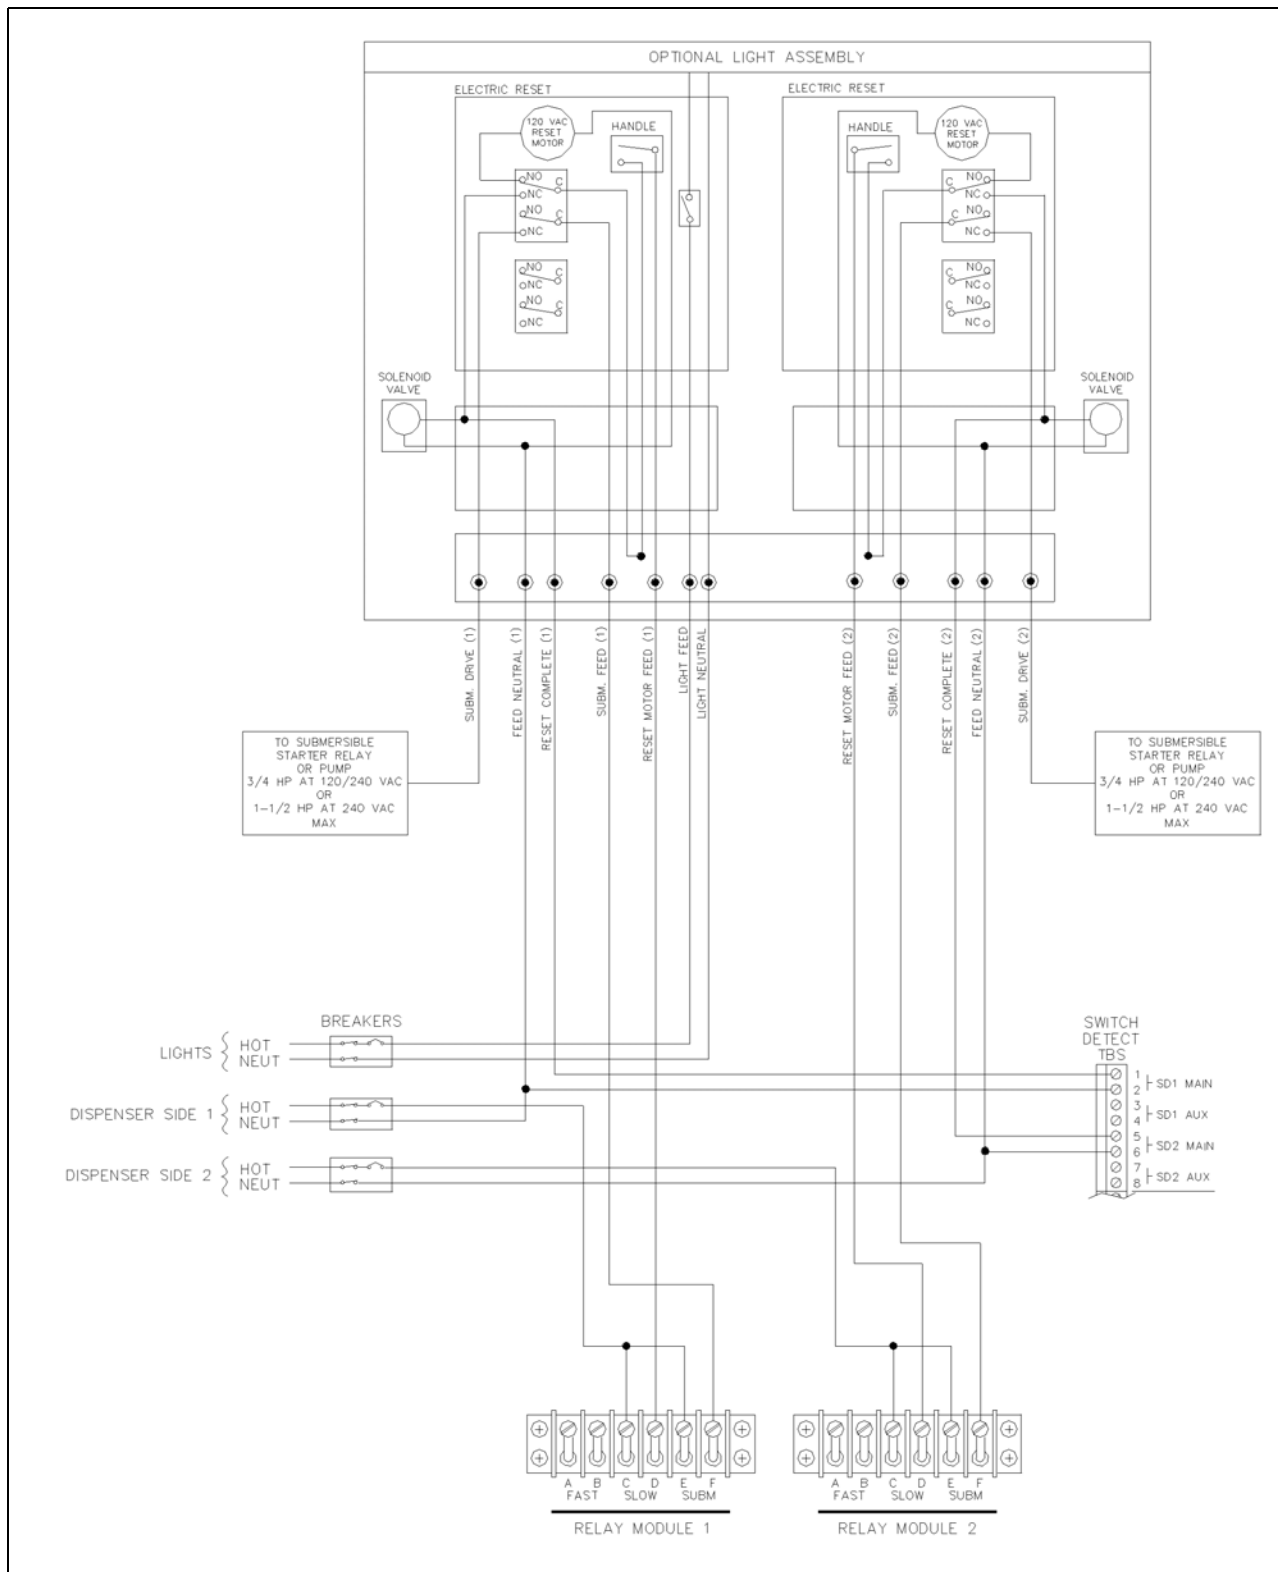 OPTIONAL LIGHT ASSEMBLY
ELECTRIC RESET
ELECTRIC RESET
120 VAC
RESET
MOTOR
HANDLE
HANDLE
120 VAC
RESET
MOTOR
NO
C
NC
NO
C
NC
NO
C
NC
NO
C
NC
C
NO
NC
C
NO
NC
C
NO
NC
C
NO
NC
SOLENOID
VALVE
SOLENOID
VALVE
SUBM. DRIVE (1)
FEED NEUTRAL (1)
RESET COMPLETE (1)
SUBM. FEED (1)
RESET MOTOR FEED (1)
LIGHT FEED
LIGHT NEUTRAL
RESET MOTOR FEED (2)
SUBM. FEED (2)
RESET COMPLETE (2)
FEED NEUTRAL (2)
SUBM. DRIVE (2)
TO SUBMERSIBLE
STARTER RELAY
OR PUMP
3/4 HP AT 120/240 VAC
OR
1-1/2 HP AT 240 VAC
MAX
TO SUBMERSIBLE
STARTER RELAY
OR PUMP
3/4 HP AT 120/240 VAC
OR
1-1/2 HP AT 240 VAC
MAX
BREAKERS
LIGHTS
HOT
NEUT
DISPENSER SIDE 1
HOT
NEUT
DISPENSER SIDE 2
HOT
NEUT
SWITCH
DETECT
TBS
1
2
SD1 MAIN
3
4
SD1 AUX
5
6
SD2 MAIN
7
8
SD2 AUX
A B C D E F
FAST SLOW SUBM
RELAY MODULE 1
A B C D E F
FAST SLOW SUBM
RELAY MODULE 2